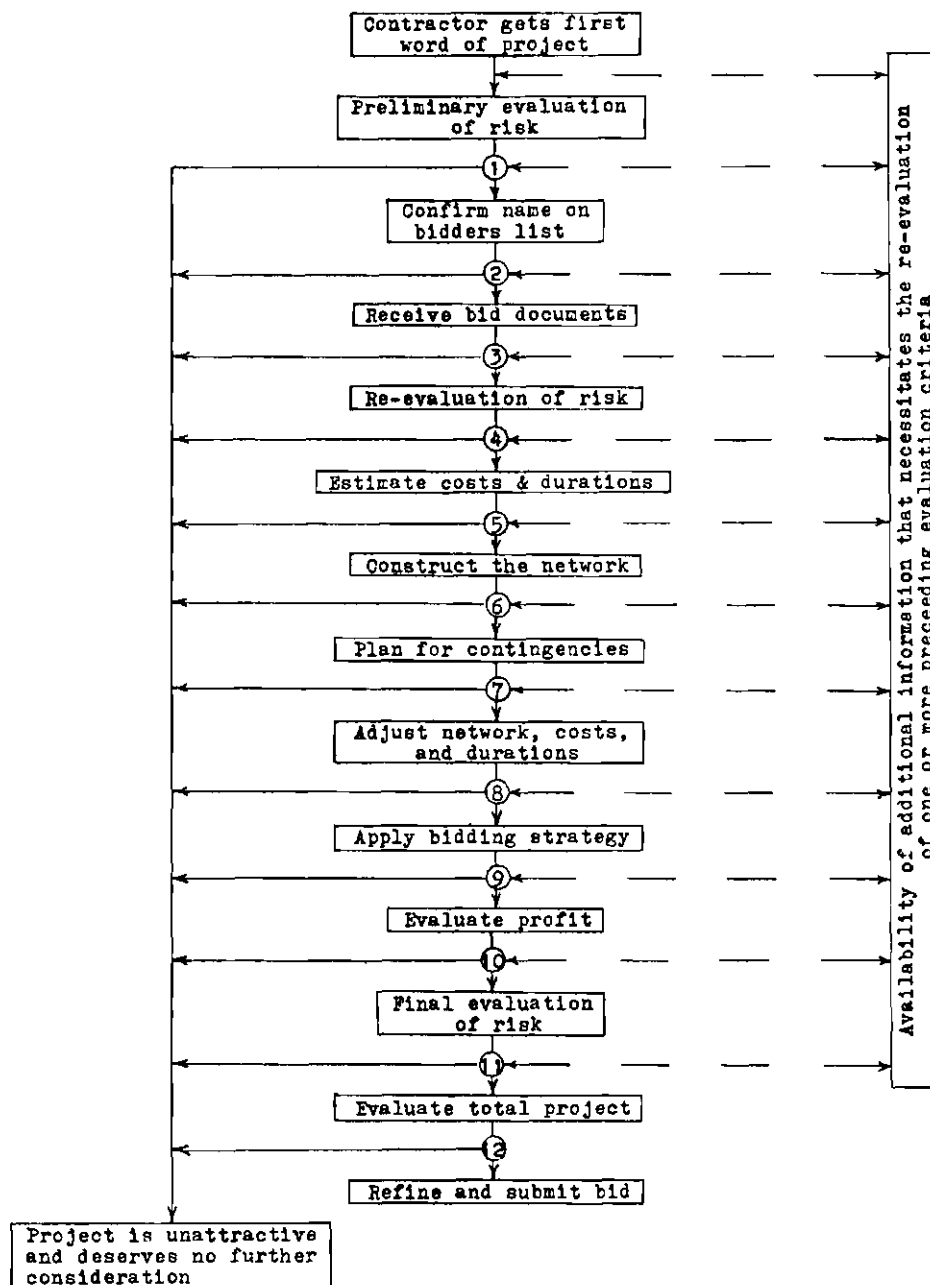 Contractor gets first
word of project
Preliminary evaluation
of risk
1
Confirm name on
bidders list
2
Receive bid documents
3
Re-evaluation of risk
4
Estimate costs & durations
5
Construct the network
6
Plan for contingencies
7
Adjust network, costs,
and durations
8
Apply bidding strategy
9
Evaluate profit
10
Final evaluation
of risk
11
Evaluate total project
12
Refine and submit bid
Project is unattractive
and deserves no further
consideration
Availability of additional information that necessitates the re-evaluation
of one or more preceeding evaluation criteria